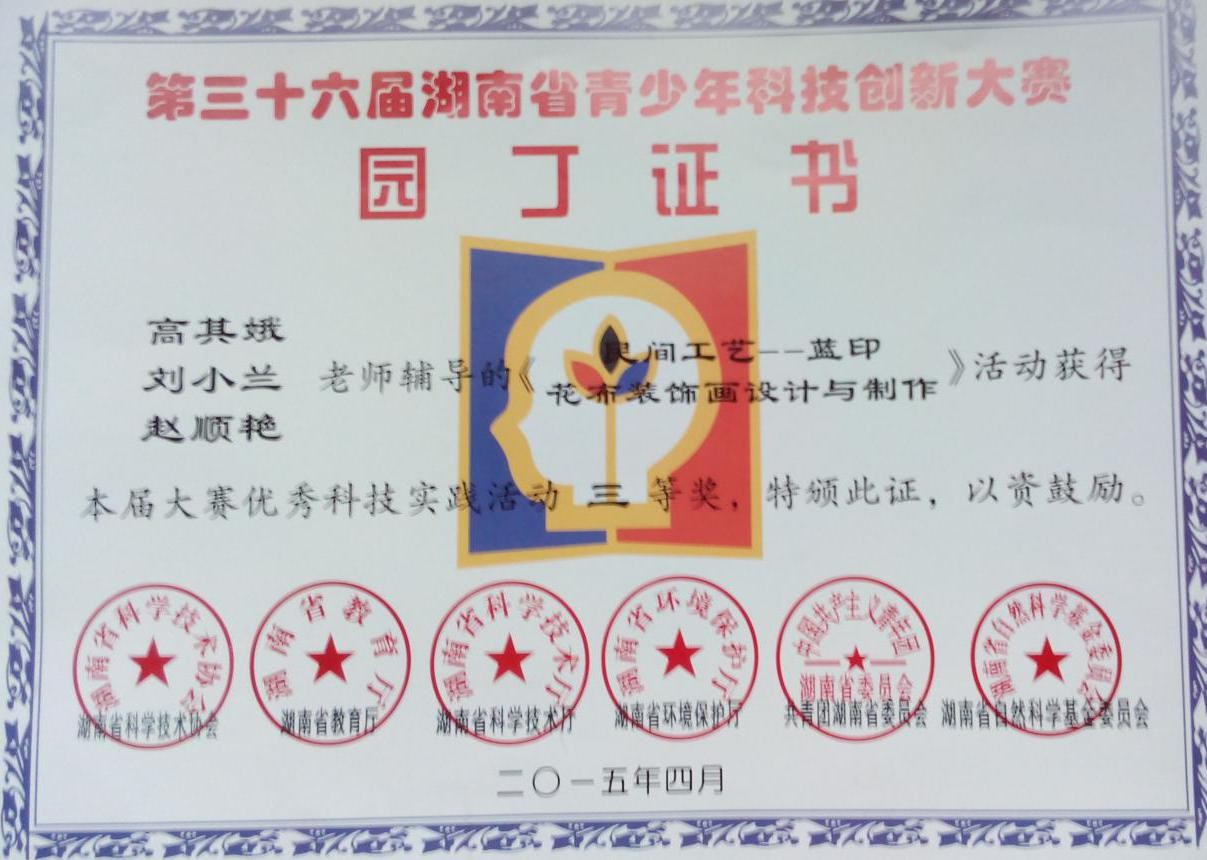 第三十六届湖南省青少年科技创新大赛
园丁证书
高其娥
刘小兰
赵顺艳
老师辅导的《民间工艺--蓝印
花布装饰画设计与制作》活动获得
本届大赛优秀科技实践活动 三 等奖，特颁此证，以资鼓励。
湖南省科学技术协会
湖南省教育厅
湖南省科学技术厅
湖南省环境保护厅
中国共产主义青年团
湖南省委员会
湖南省自然科学基金委员会
湖南省科学技术协会 湖南省教育厅 湖南省科学技术厅 湖南省环境保护厅 共青团湖南省委员会 湖南省自然科学基金委员会
二〇一五年四月